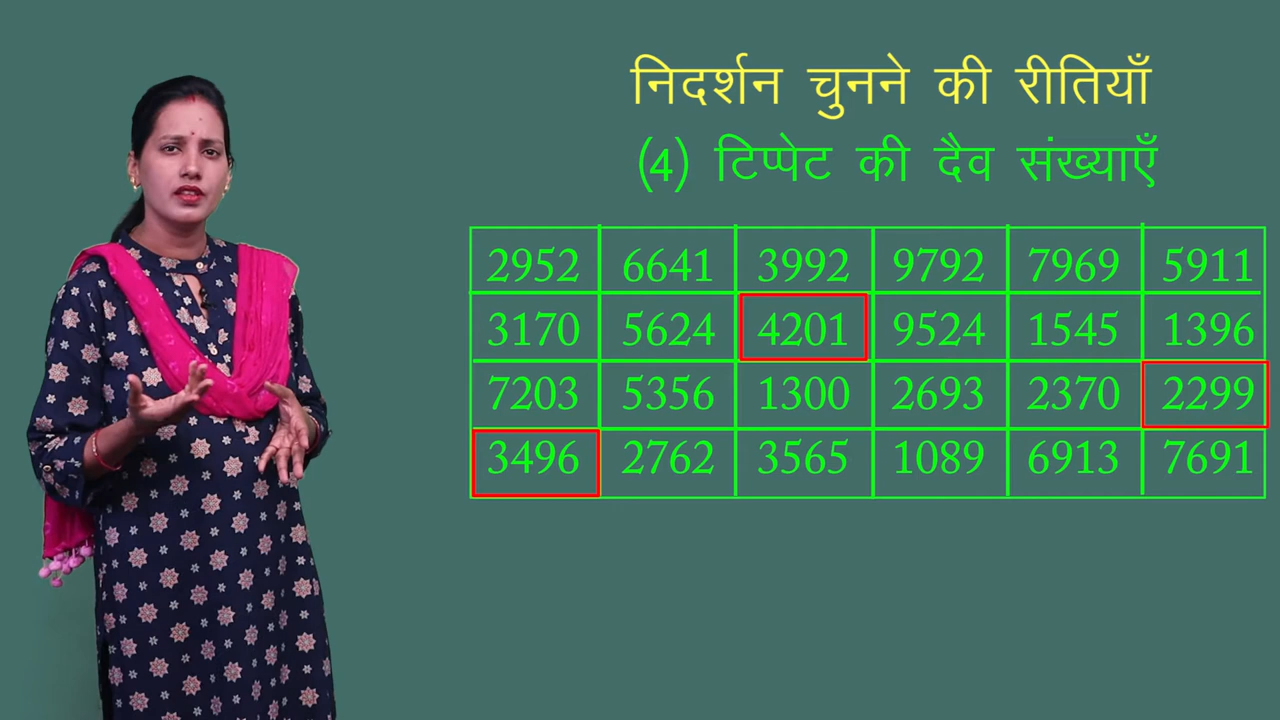 निदर्शन चुनने की रीतियाँ
(4) टिप्पेट की दैव संख्याएँ
2952 6641 3992 9792 7969 5911
3170 5624 4201 9524 1545 1396
7203 5356 1300 2693 2370 2299
3496 2762 3565 1089 6913 7691